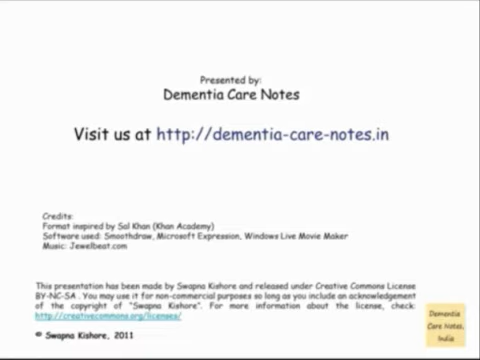 Presented by:
Dementia Care Notes
Visit us at http://dementia-care-notes.in
Credits:
Format inspired by Sal Khan (Khan Academy)
Software used: Smoothdraw, Microsoft Expression, Windows Live Movie Maker
Music: Jewelbeat.com
This presentation has been made by Swapna Kishore and released under Creative Commons License
BY-NC-SA . You may use it for non-commercial purposes so long as you include an acknowledgement
of the copyright of "Swapna Kishore". For more information about the license, check:
http://creativecommons.org/licenses/
© Swapna Kishore, 2011
Dementia
Care Notes,
India